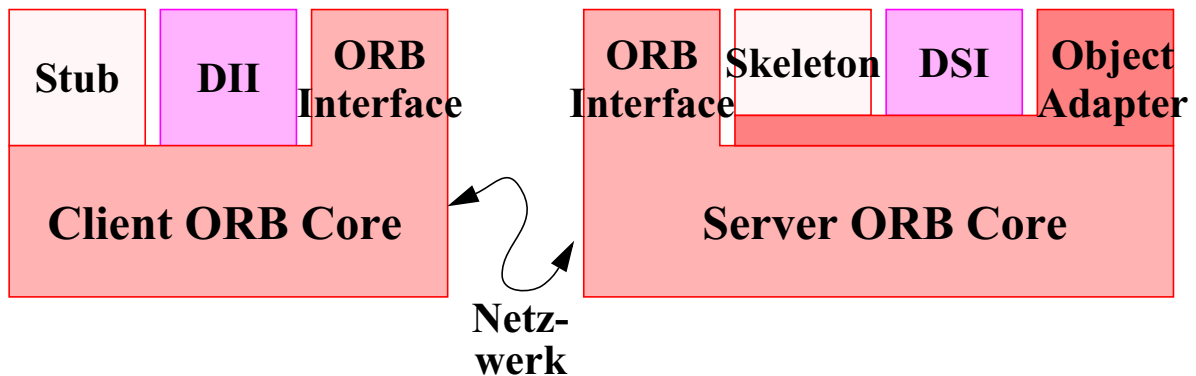 Stub
DII
ORB
Interface
Client ORB Core
Netz-
werk
ORB
Interface
Skeleton
DSI
Object
Adapter
Server ORB Core